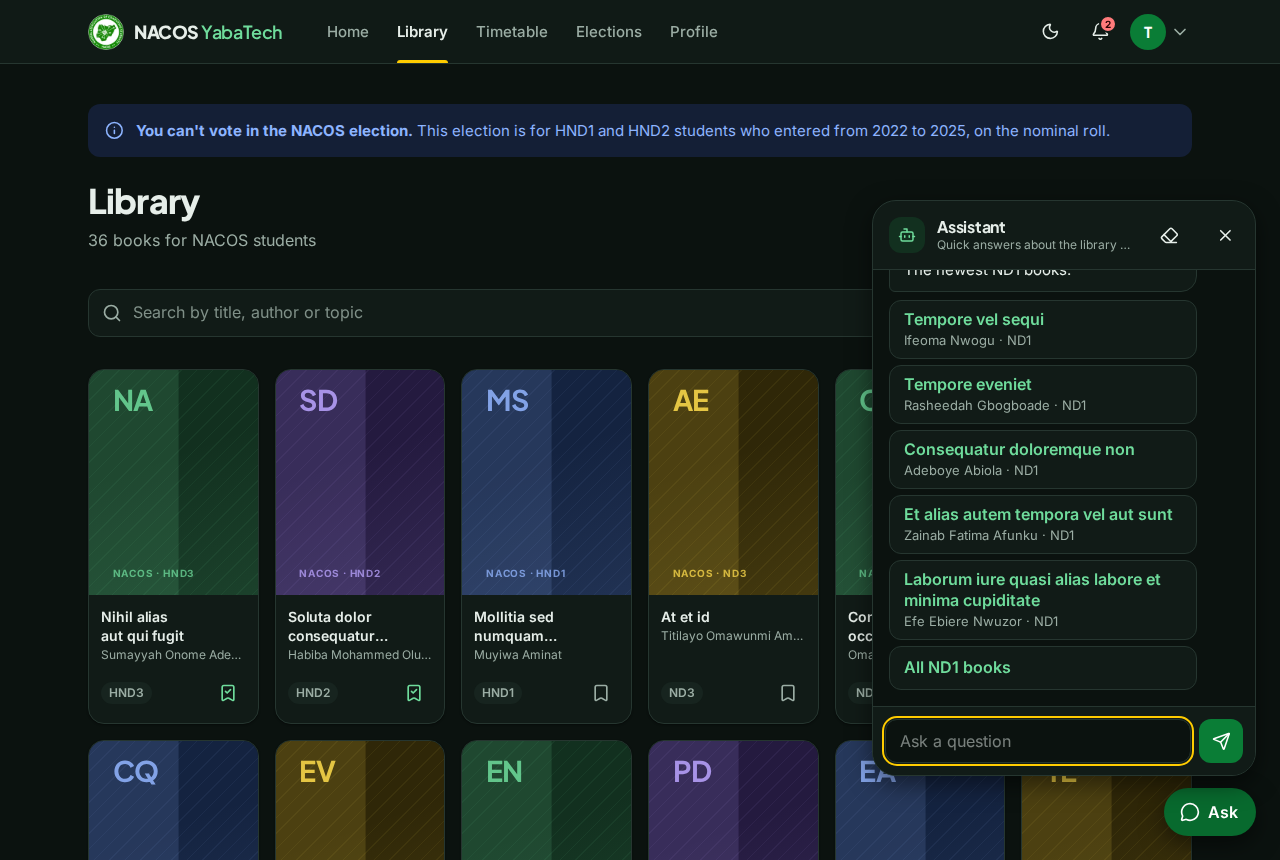 NACOS YabaTech
Home
Library
Timetable
Elections
Profile
2
T
You can't vote in the NACOS election. This election is for HND1 and HND2 students who entered from 2022 to 2025, on the nominal roll.
Library
36 books for NACOS students
Search by title, author or topic
NA
NACOS · HND3
Nihil alias
aut qui fugit
Sumayyah Onome Ade...
HND3
SD
NACOS · HND2
Soluta dolor
consequatur...
Habiba Mohammed Olu...
HND2
MS
NACOS · HND1
Mollitia sed
numquam...
Muyiwa Aminat
HND1
AE
NACOS · ND3
At et id
Titilayo Omawunmi Am...
ND3
CQ
EV
EN
PD
EA
Assistant
Quick answers about the library ...
The newest ND1 books.
Tempore vel sequi
Ifeoma Nwogu · ND1
Tempore eveniet
Rasheedah Gbogboade · ND1
Consequatur doloremque non
Adeboye Abiola · ND1
Et alias autem tempora vel aut sunt
Zainab Fatima Afunku · ND1
Laborum iure quasi alias labore et
minima cupiditate
Efe Ebiere Nwuzor · ND1
All ND1 books
Ask a question
Ask